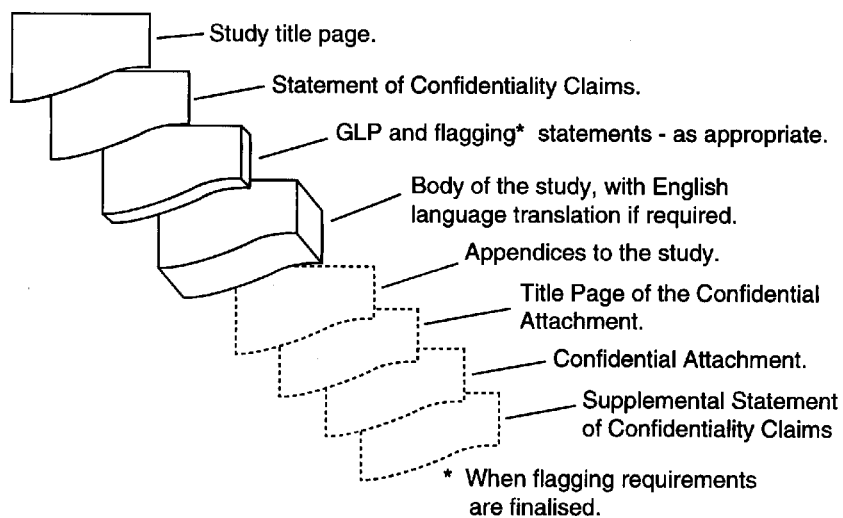 Study title page.
Statement of Confidentiality Claims.
GLP and flagging* statements - as appropriate.
Body of the study, with English
language translation if required.
Appendices to the study.
Title Page of the Confidential
Attachment.
Confidential Attachment.
Supplemental Statement
of Confidentiality Claims
* When flagging requirements
are finalised.